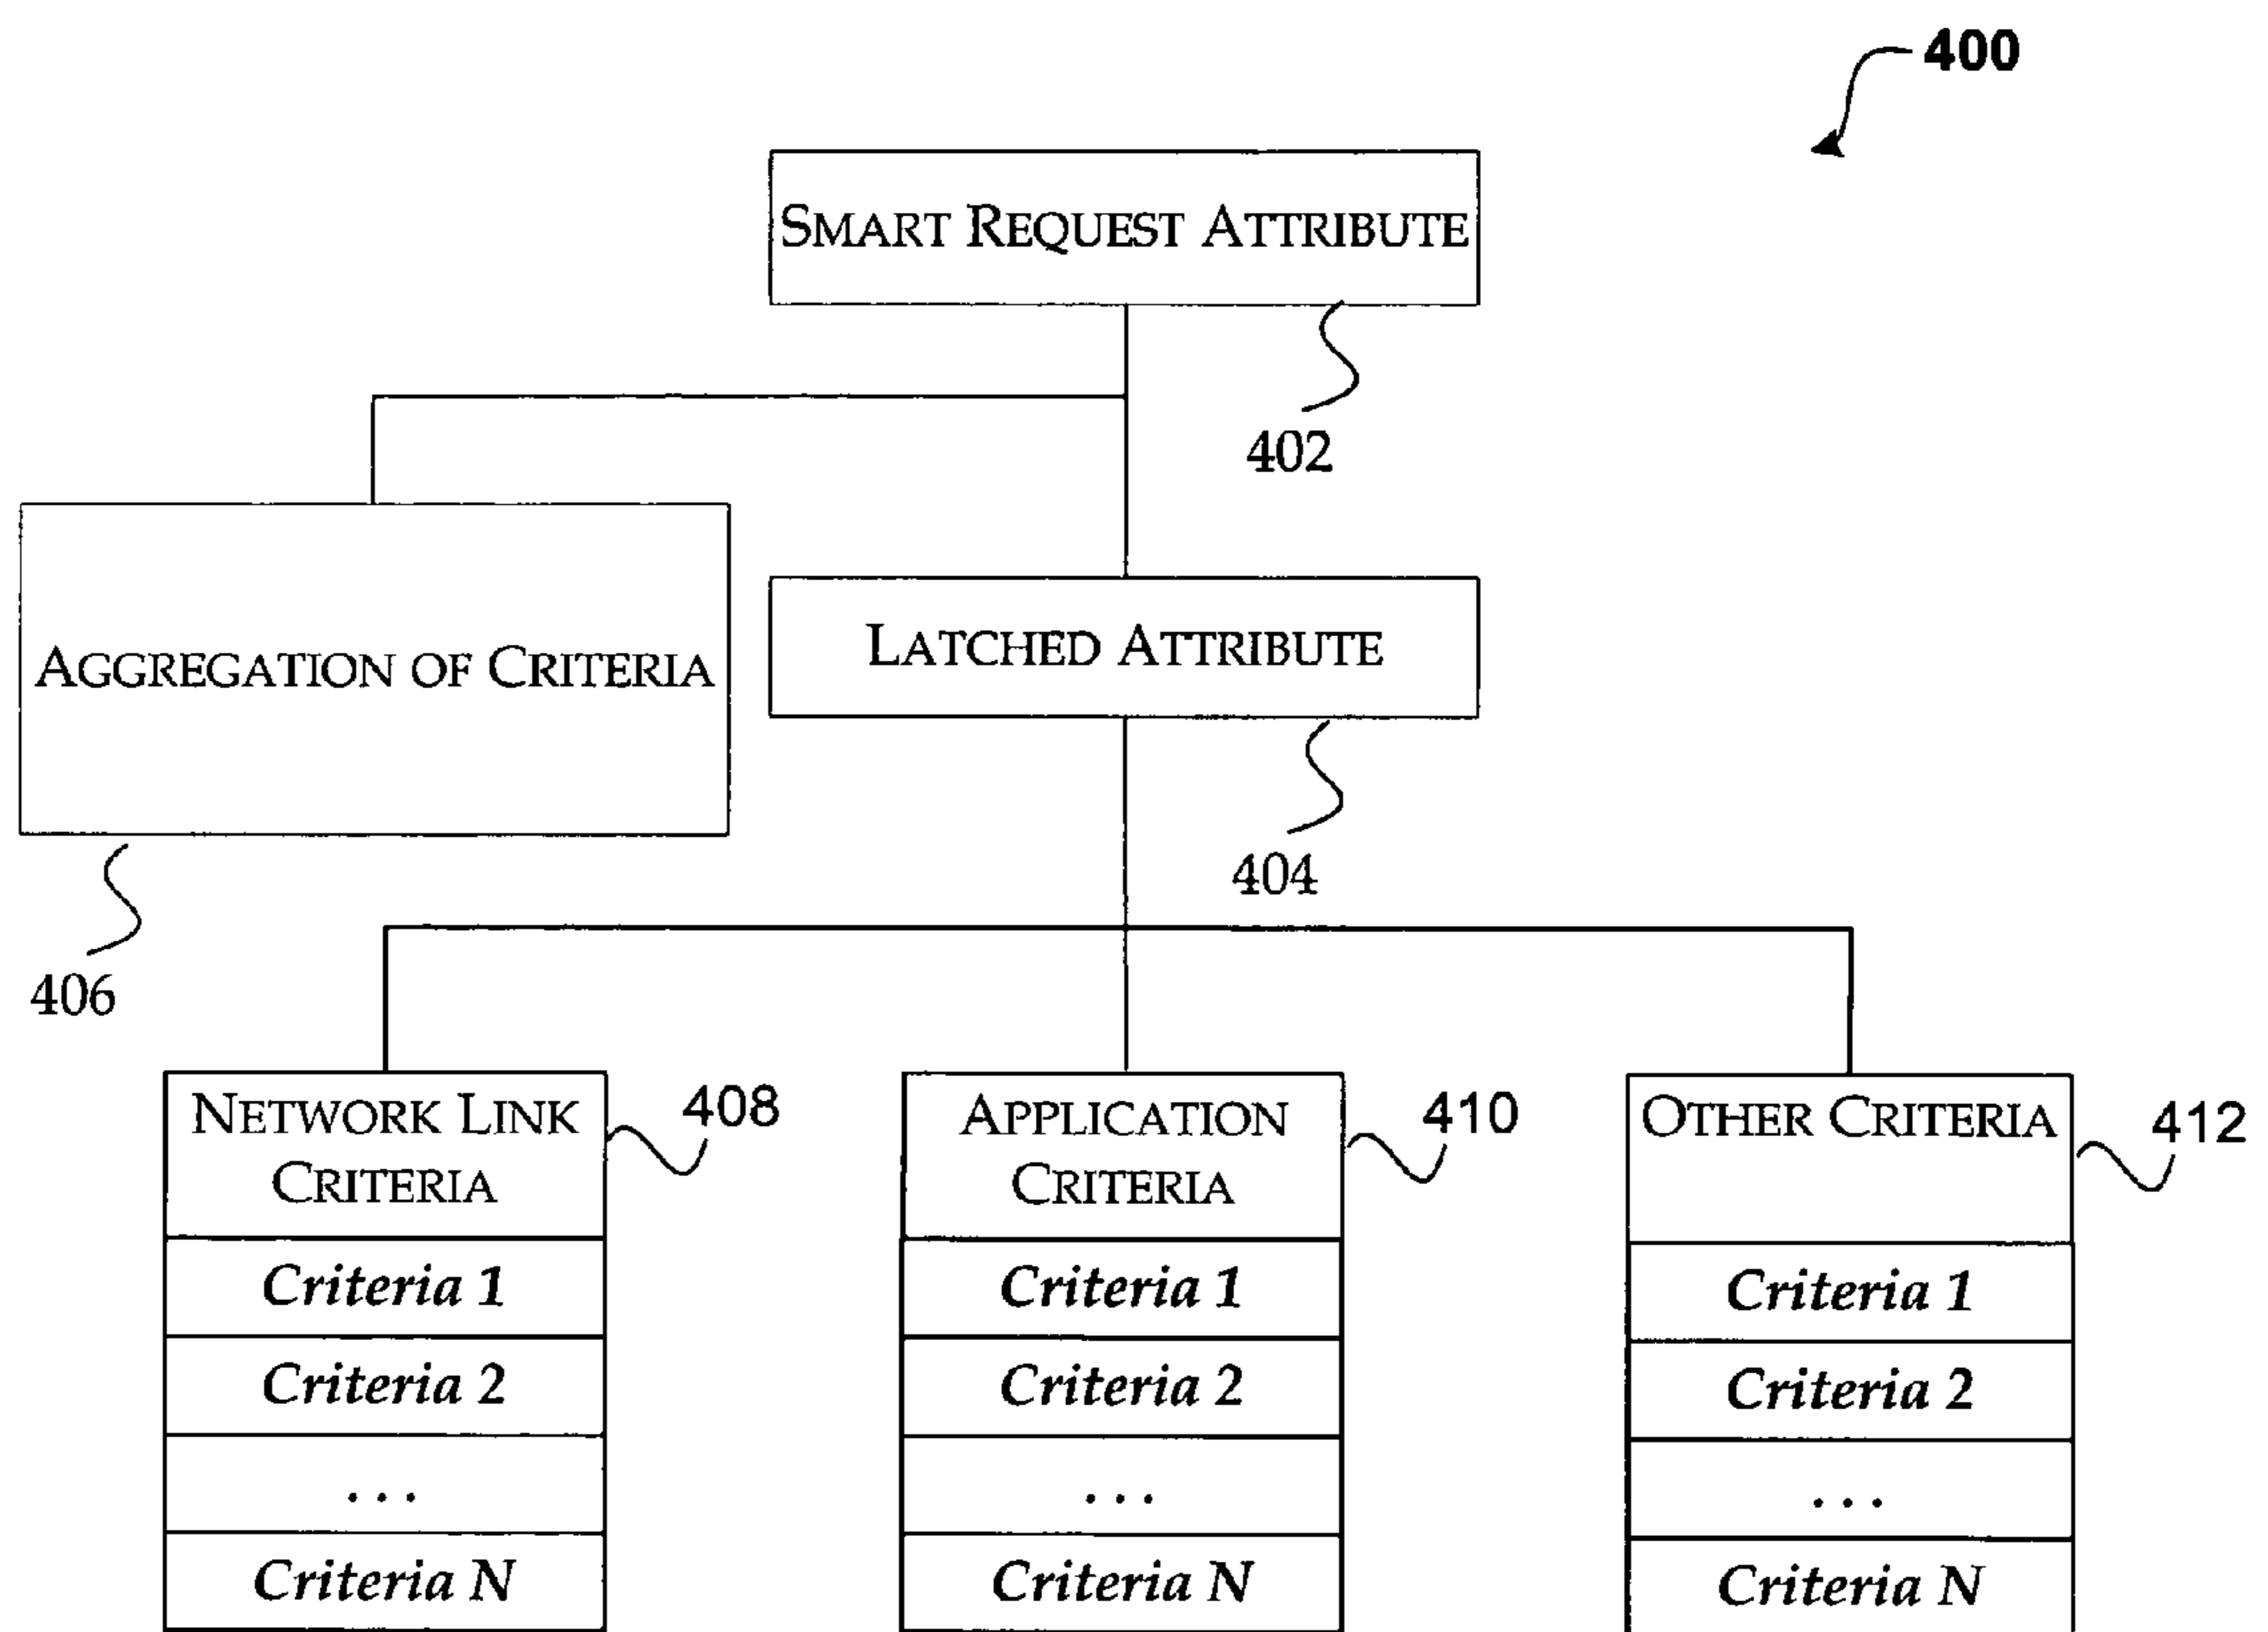 400
SMART REQUEST ATTRIBUTE
402
AGGREGATION OF CRITERIA
LATCHED ATTRIBUTE
404
406
NETWORK LINK
CRITERIA
408
APPLICATION
CRITERIA
410
OTHER CRITERIA
412
Criteria 1
Criteria 1
Criteria 1
Criteria 2
Criteria 2
Criteria 2
...
...
...
Criteria N
Criteria N
Criteria N